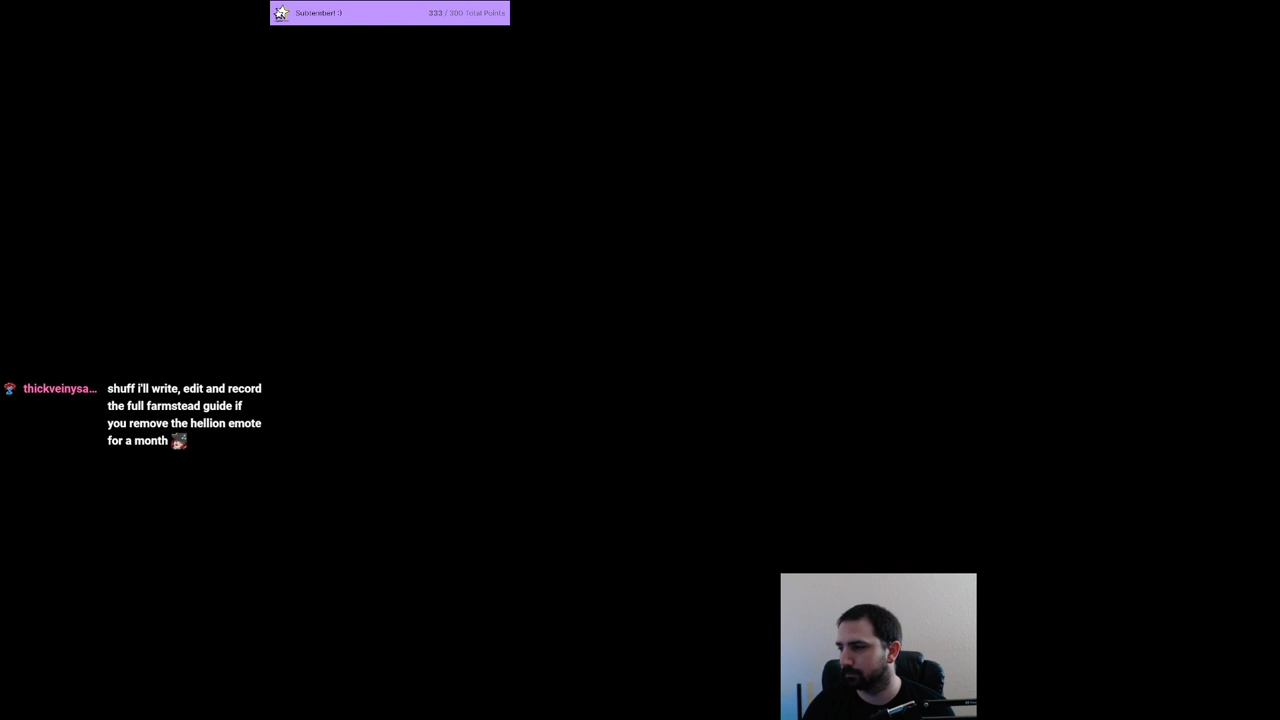 Subtember! :)
333 / 300 Total Points
thickveinysa… shuff i'll write, edit and record
the full farmstead guide if
you remove the hellion emote
for a month